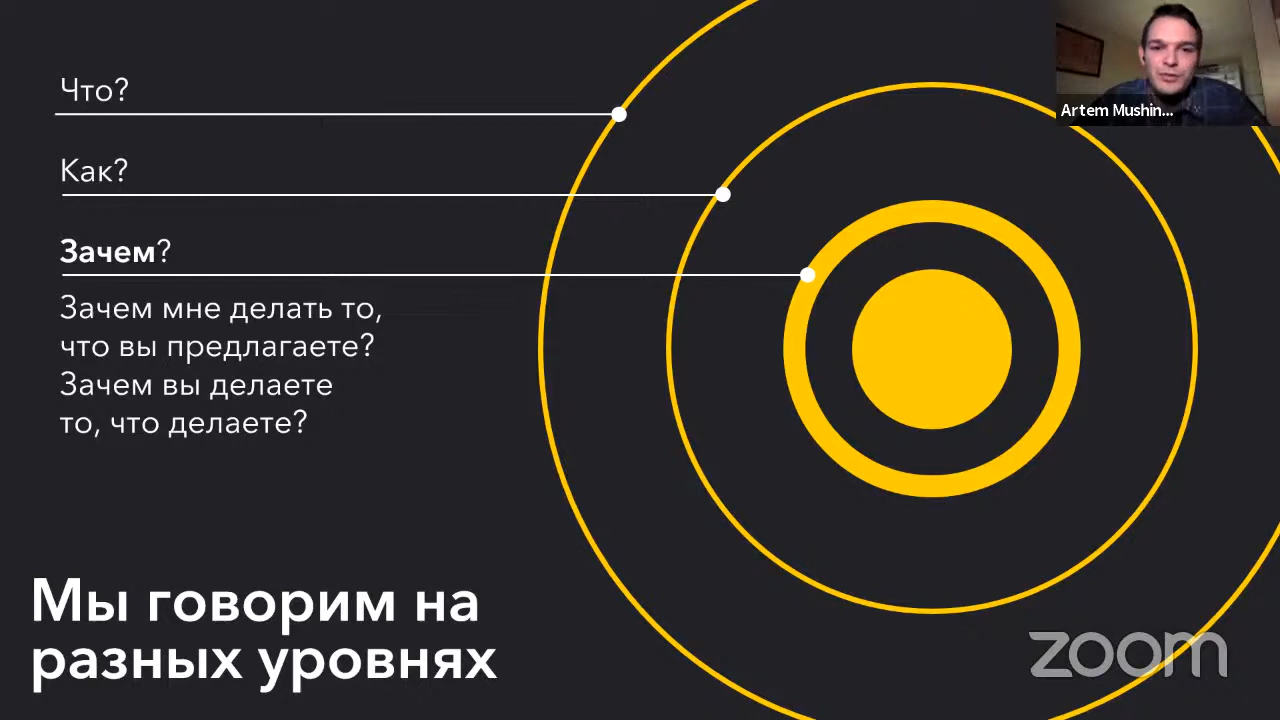 Что?
Как?
Зачем?
Зачем мне делать то,
что вы предлагаете?
Зачем вы делаете
то, что делаете?
Мы говорим на
разных уровнях
Artem Mushin...
zoom